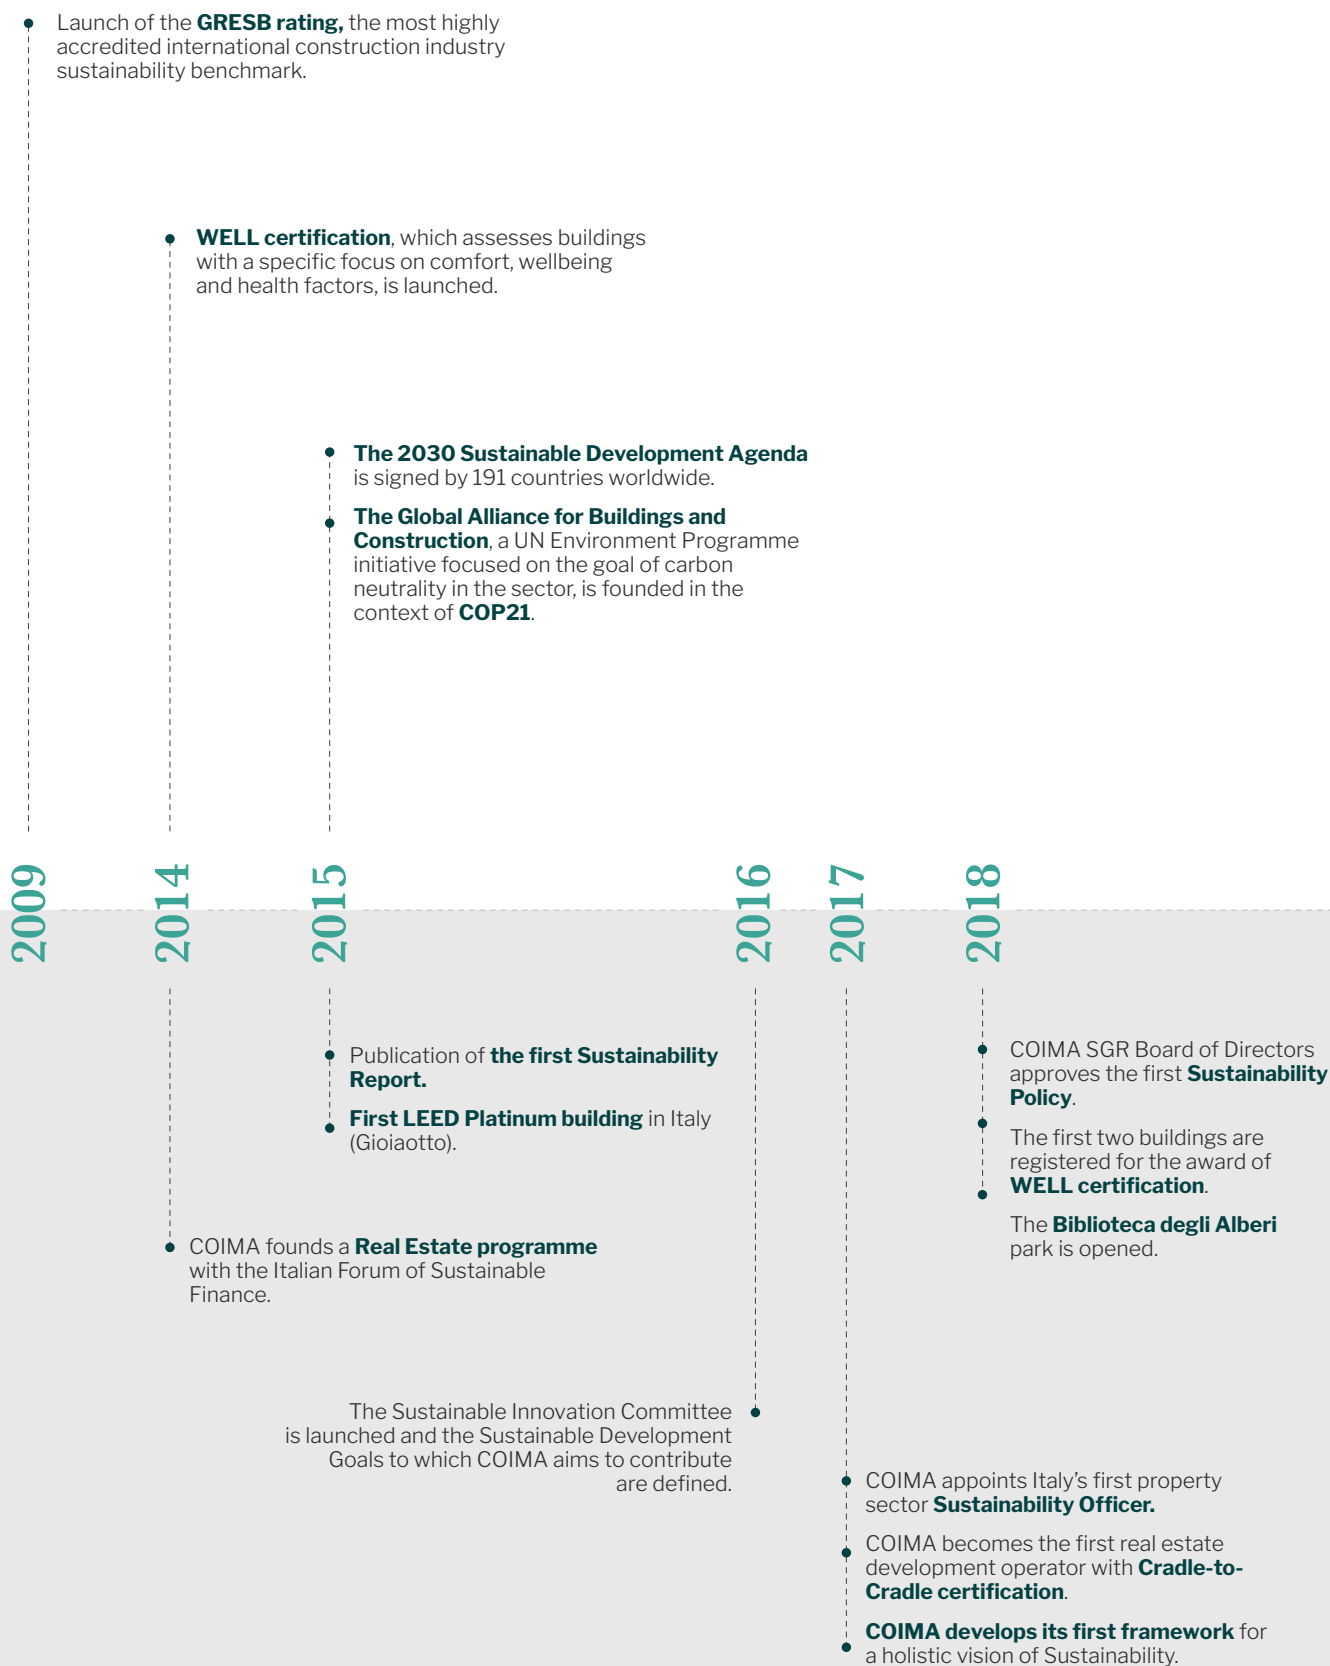 Launch of the GRESB rating, the most highly
accredited international construction industry
sustainability benchmark.
WELL certification, which assesses buildings
with a specific focus on comfort, wellbeing
and health factors, is launched.
The 2030 Sustainable Development Agenda
is signed by 191 countries worldwide.
The Global Alliance for Buildings and
Construction, a UN Environment Programme
initiative focused on the goal of carbon
neutrality in the sector, is founded in the
context of COP21.
2009
2014
2015
2016
2017
2018
Publication of the first Sustainability
Report.
First LEED Platinum building in Italy
(Gioiaotto).
COIMA founds a Real Estate programme
with the Italian Forum of Sustainable
Finance.
The Sustainable Innovation Committee
is launched and the Sustainable Development
Goals to which COIMA aims to contribute
are defined.
COIMA SGR Board of Directors
approves the first Sustainability
Policy.
The first two buildings are
registered for the award of
WELL certification.
The Biblioteca degli Alberi
park is opened.
COIMA appoints Italy's first property
sector Sustainability Officer.
COIMA becomes the first real estate
development operator with Cradle-to-
Cradle certification.
COIMA develops its first framework for
a holistic vision of Sustainability.